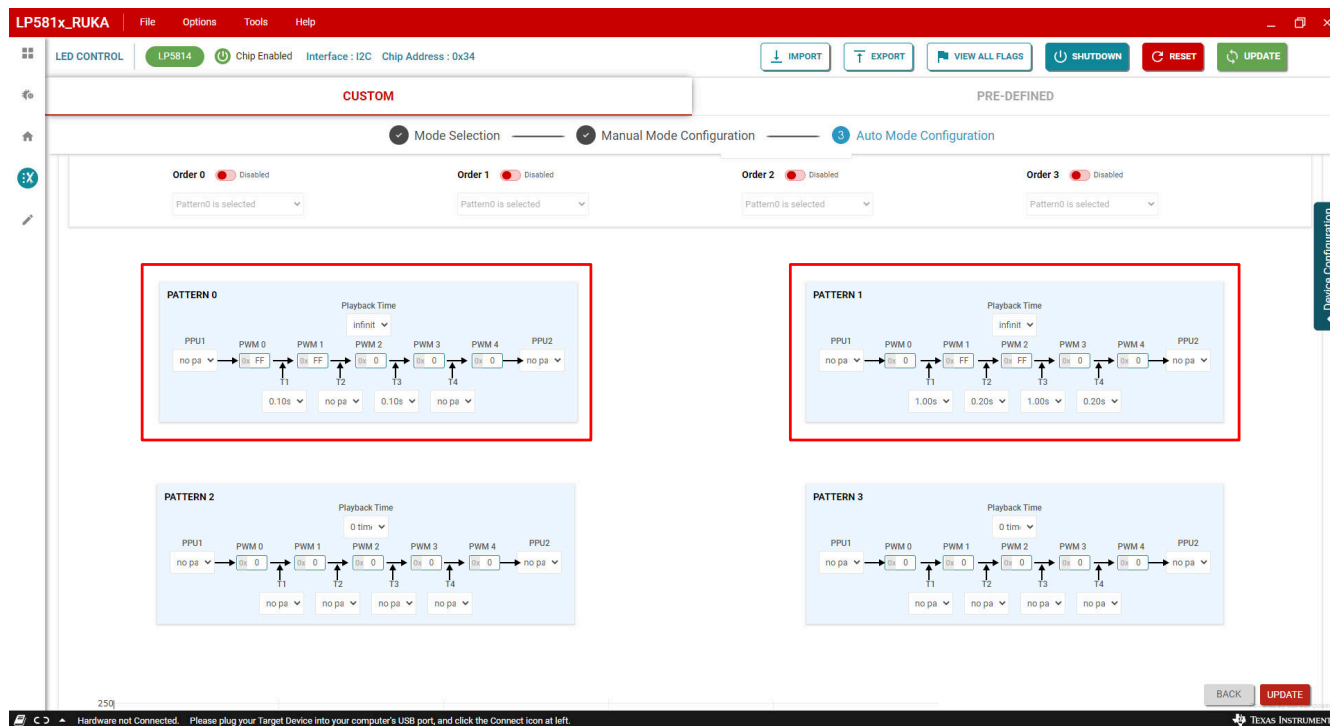 LP581x_RUKA File Options Tools Help
LED CONTROL LP5814 Chip Enabled Interface : I2C Chip Address : 0x34 IMPORT EXPORT VIEW ALL FLAGS SHUTDOWN RESET UPDATE
CUSTOM PRE-DEFINED
Mode Selection Manual Mode Configuration 3 Auto Mode Configuration
Order 0 Disabled Order 1 Disabled Order 2 Disabled Order 3 Disabled
Pattern0 is selected Pattern0 is selected Pattern0 is selected Pattern0 is selected
Device Configuration
PATTERN 0
Playback Time
infinit
PPU1 PWM 0 PWM 1 PWM 2 PWM 3 PWM 4 PPU2
no pa 0x FF 0x FF 0x 0 0x 0 0x 0 no pa
T1 T2 T3 T4
0.10s no pa 0.10s no pa
PATTERN 1
Playback Time
infinit
PPU1 PWM 0 PWM 1 PWM 2 PWM 3 PWM 4 PPU2
no pa 0x 0 0x FF 0x FF 0x 0 0x 0 no pa
T1 T2 T3 T4
1.00s 0.20s 1.00s 0.20s
PATTERN 2
Playback Time
0 tim
PPU1 PWM 0 PWM 1 PWM 2 PWM 3 PWM 4 PPU2
no pa 0x 0 0x 0 0x 0 0x 0 0x 0 no pa
T1 T2 T3 T4
no pa no pa no pa no pa
PATTERN 3
Playback Time
0 tim
PPU1 PWM 0 PWM 1 PWM 2 PWM 3 PWM 4 PPU2
no pa 0x 0 0x 0 0x 0 0x 0 0x 0 no pa
T1 T2 T3 T4
no pa no pa no pa no pa
250
BACK UPDATE
Hardware not Connected. Please plug your Target Device into your computer's USB port, and click the Connect icon at left. TEXAS INSTRUMENT